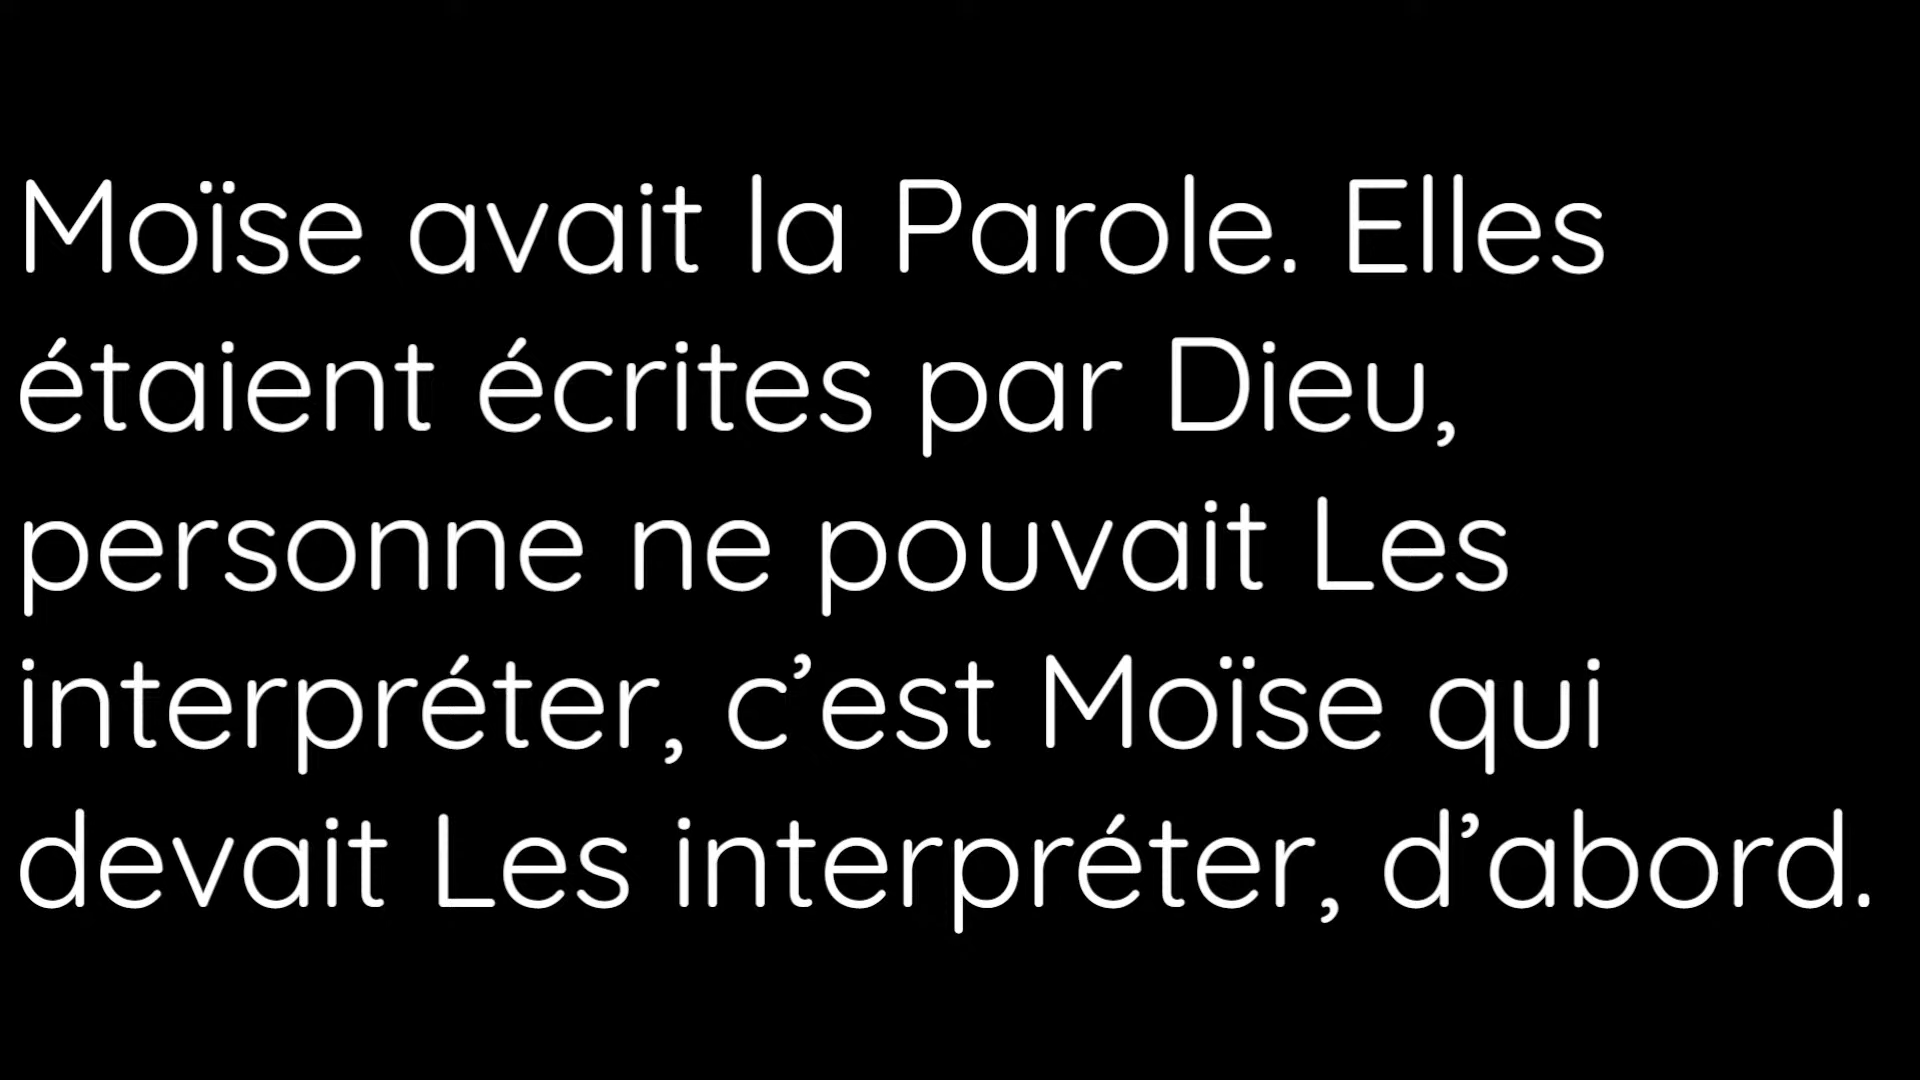 Moïse avait la Parole. Elles
étaient écrites par Dieu,
personne ne pouvait Les
interpréter, c’est Moïse qui
devait Les interpréter, d’abord.